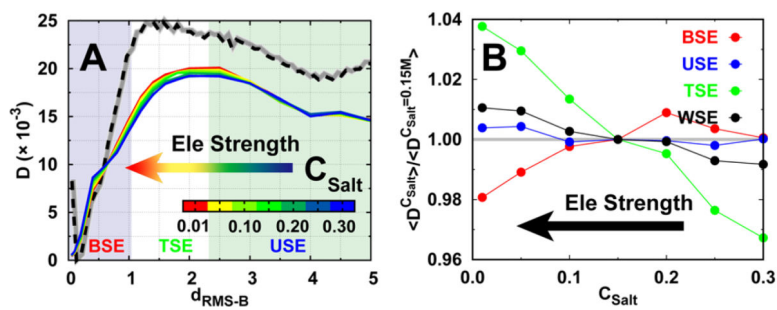 A
D (× 10⁻³)
25
20
15
10
5
0
Ele Strength
C_Salt
0.01 0.10 0.20 0.30
BSE TSE USE
0 1 2 3 4 5
d_RMS-B
B
<D^{C_Salt}>/<D^{C_Salt=0.15M}>
1.04
1.02
1.00
0.98
0.96
BSE
USE
TSE
WSE
Ele Strength
0.0 0.1 0.2 0.3
C_Salt